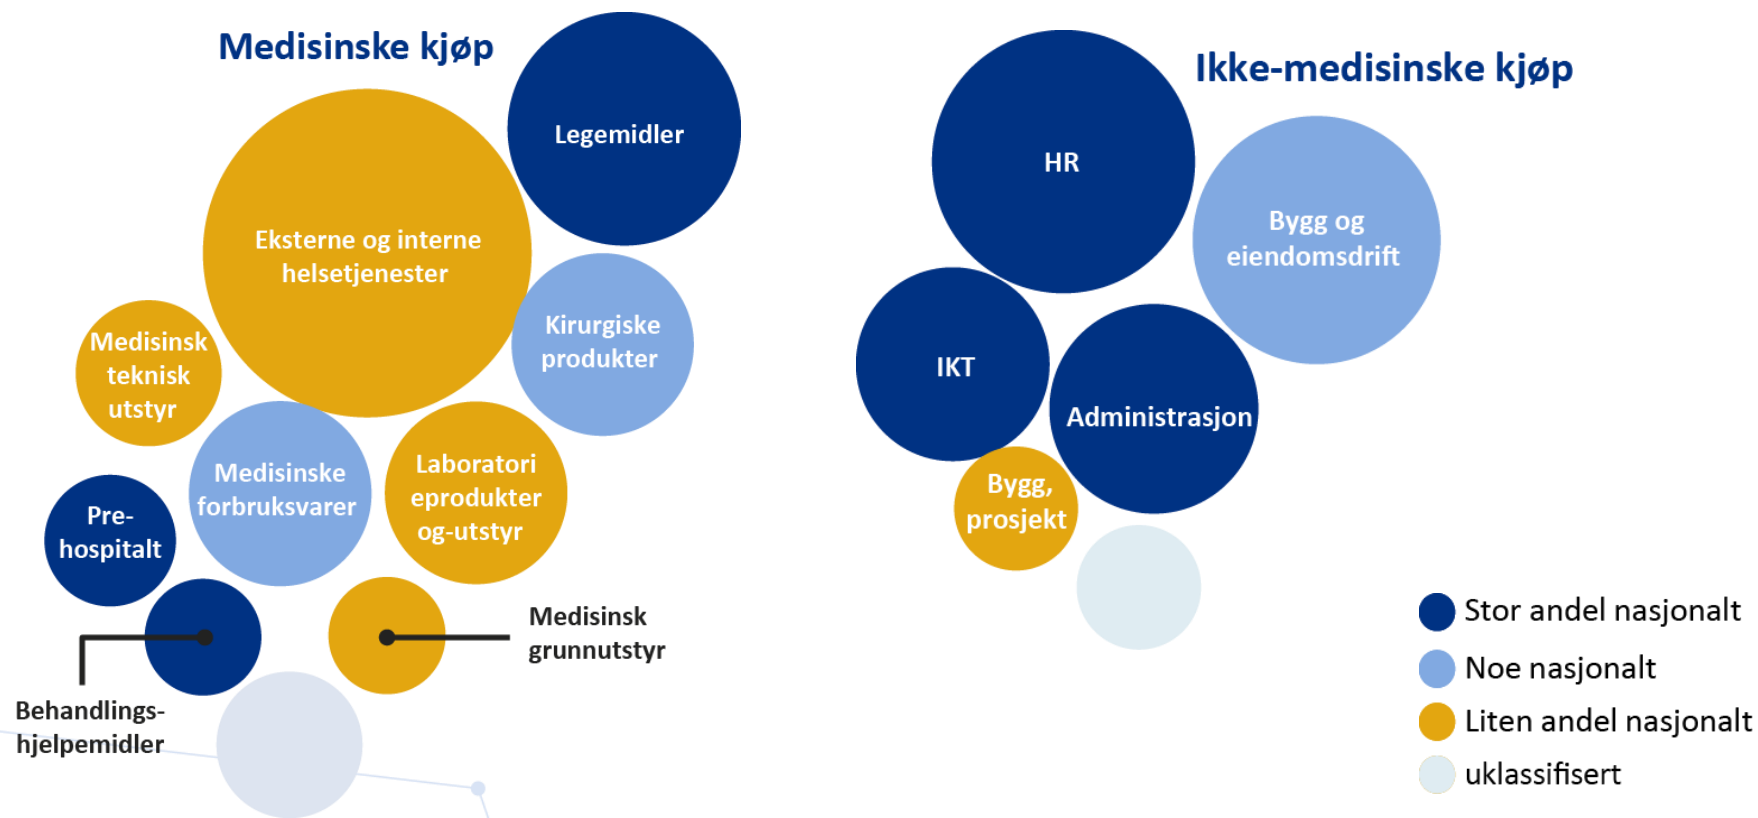 Medisinske kjøp
Legemidler
Eksterne og interne
helsetjenester
Kirurgiske
produkter
Medisinsk
teknisk
utstyr
Medisinske
forbruksvarer
Laboratori
eprodukter
og-utstyr
Pre-
hospitalt
Medisinsk
grunnutstyr
Behandlings-
hjelpemidler
Ikke-medisinske kjøp
HR
Bygg og
eiendomsdrift
IKT
Administrasjon
Bygg,
prosjekt
Stor andel nasjonalt
Noe nasjonalt
Liten andel nasjonalt
uklassifisert